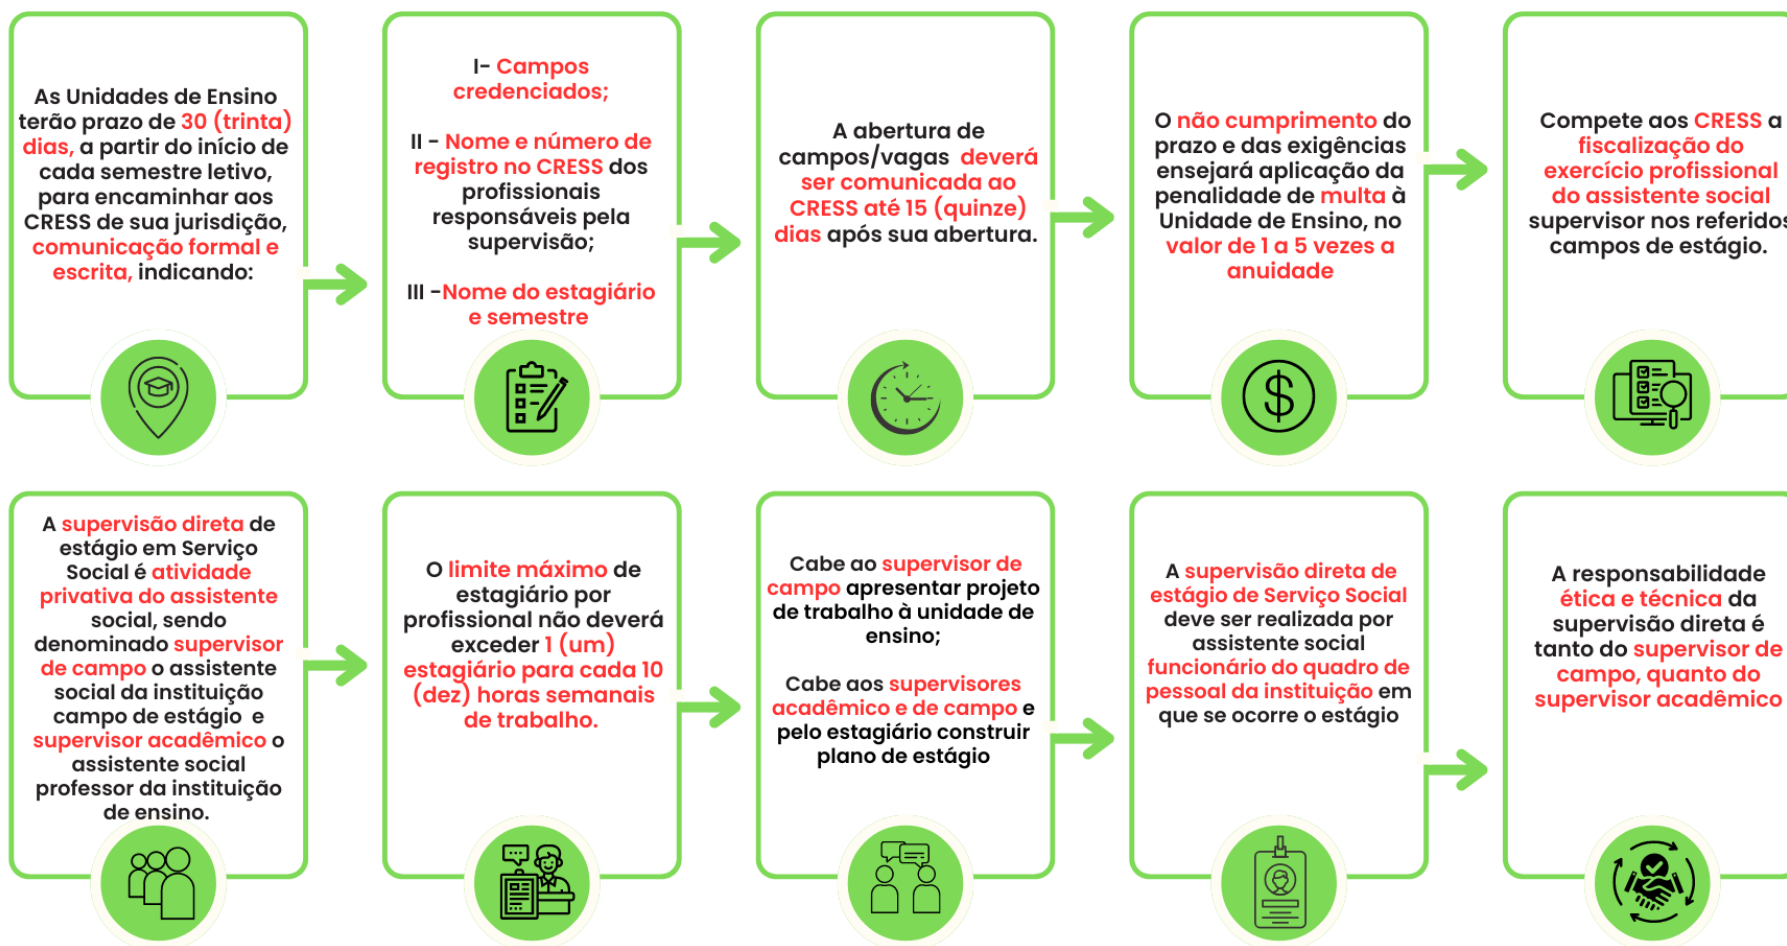 As Unidades de Ensino
terão prazo de 30 (trinta)
dias, a partir do início de
cada semestre letivo,
para encaminhar aos
CRESS de sua jurisdição,
comunicação formal e
escrita, indicando:
I- Campos
credenciados;
II - Nome e número de
registro no CRESS dos
profissionais
responsáveis pela
supervisão;
III -Nome do estagiário
e semestre
A abertura de
campos/vagas deverá
ser comunicada ao
CRESS até 15 (quinze)
dias após sua abertura.
O não cumprimento do
prazo e das exigências
ensejará aplicação da
penalidade de multa à
Unidade de Ensino, no
valor de 1 a 5 vezes a
anuidade
Compete aos CRESS a
fiscalização do
exercício profissional
do assistente social
supervisor nos referidos
campos de estágio.
A supervisão direta de
estágio em Serviço
Social é atividade
privativa do assistente
social, sendo
denominado supervisor
de campo o assistente
social da instituição
campo de estágio e
supervisor acadêmico o
assistente social
professor da instituição
de ensino.
O limite máximo de
estagiário por
profissional não deverá
exceder 1 (um)
estagiário para cada 10
(dez) horas semanais
de trabalho.
Cabe ao supervisor de
campo apresentar projeto
de trabalho à unidade de
ensino;
Cabe aos supervisores
acadêmico e de campo e
pelo estagiário construir
plano de estágio
A supervisão direta de
estágio de Serviço Social
deve ser realizada por
assistente social
funcionário do quadro de
pessoal da instituição em
que se ocorre o estágio
A responsabilidade
ética e técnica da
supervisão direta é
tanto do supervisor de
campo, quanto do
supervisor acadêmico